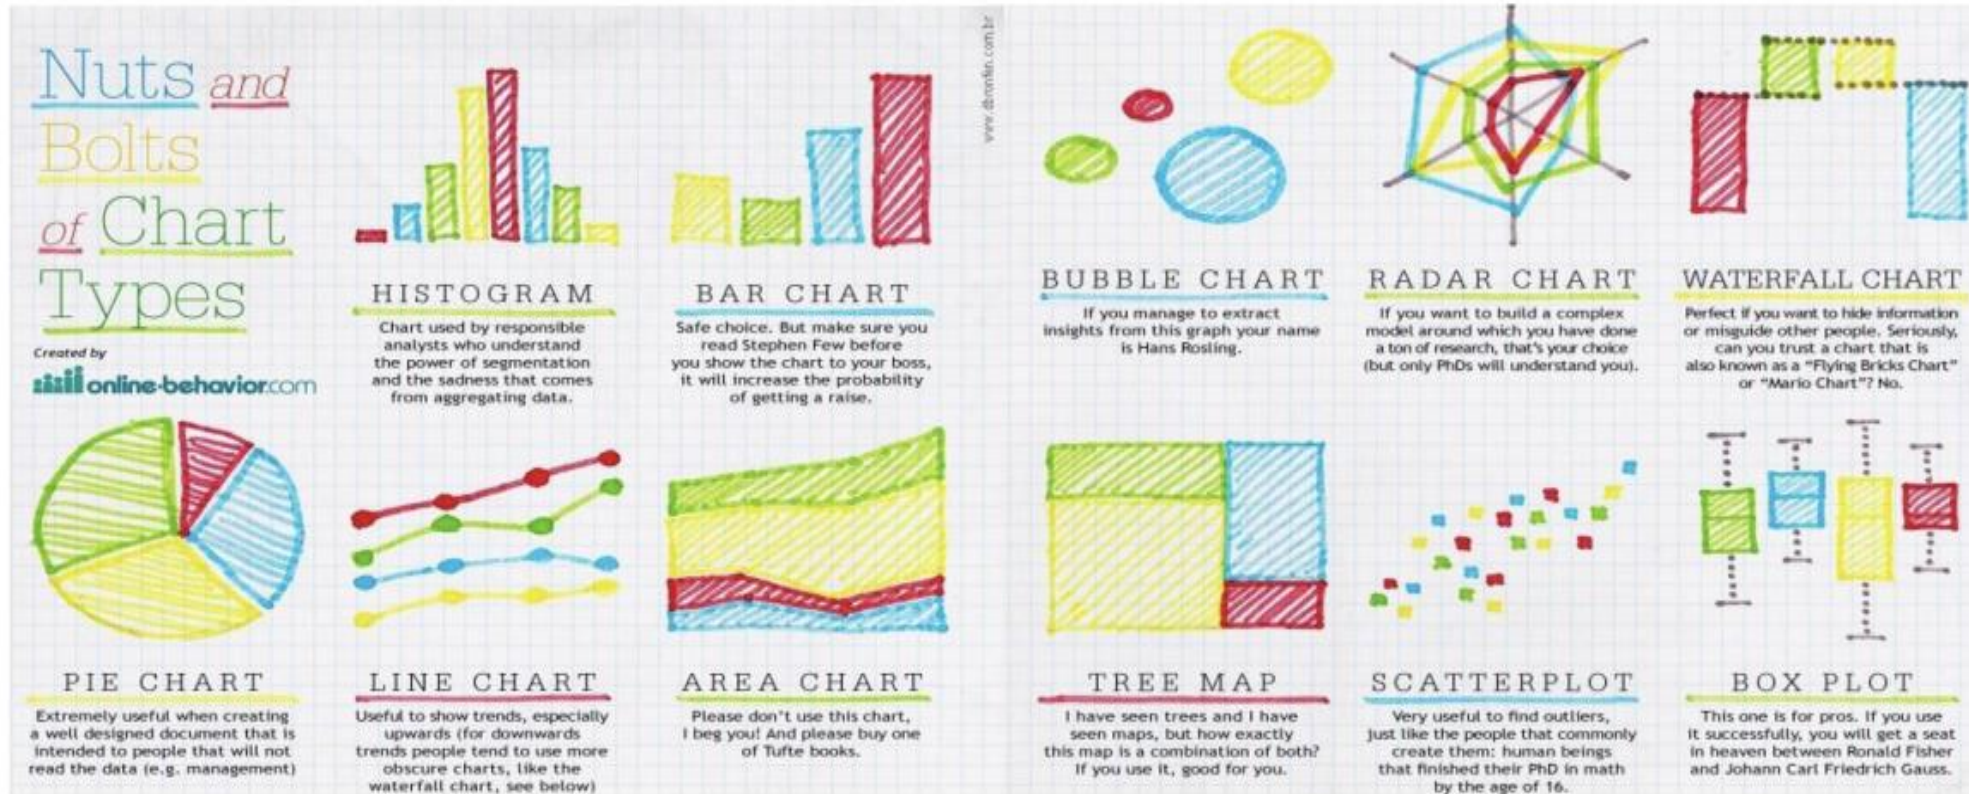 Nuts and
Bolts
of Chart
Types
Created by
online-behavior.com
HISTOGRAM
Chart used by responsible
analysts who understand
the power of segmentation
and the sadness that comes
from aggregating data.
BAR CHART
Safe choice. But make sure you
read Stephen Few before
you show the chart to your boss,
it will increase the probability
of getting a raise.
BUBBLE CHART
If you manage to extract
insights from this graph your name
is Hans Rosling.
RADAR CHART
If you want to build a complex
model around which you have done
a ton of research, that's your choice
(but only PhDs will understand you).
WATERFALL CHART
Perfect if you want to hide information
or misguide other people. Seriously,
can you trust a chart that is
also known as a "Flying Bricks Chart"
or "Mario Chart"? No.
PIE CHART
Extremely useful when creating
a well designed document that is
intended to people that will not
read the data (e.g. management)
LINE CHART
Useful to show trends, especially
upwards (for downwards
trends people tend to use more
obscure charts, like the
waterfall chart, see below)
AREA CHART
Please don't use this chart,
I beg you! And please buy one
of Tufte books.
TREE MAP
I have seen trees and I have
seen maps, but how exactly
this map is a combination of both?
If you use it, good for you.
SCATTERPLOT
Very useful to find outliers,
just like the people that commonly
create them: human beings
that finished their PhD in math
by the age of 16.
BOX PLOT
This one is for pros. If you use
it successfully, you will get a seat
in heaven between Ronald Fisher
and Johann Carl Friedrich Gauss.